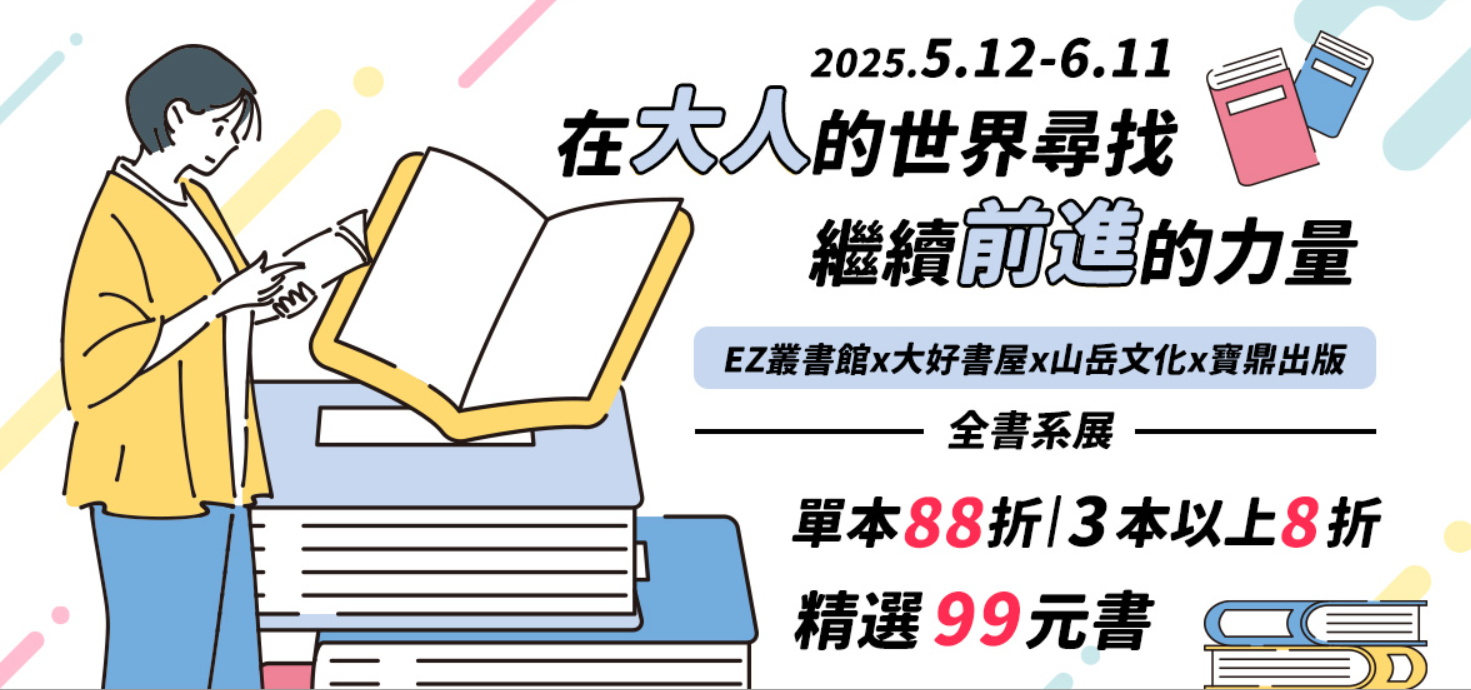 2025.5.12-6.11
在大人的世界尋找
繼續前進的力量
EZ叢書館x大好書屋x山岳文化x寶鼎出版
全書系展
單本88折|3本以上8折
精選99元書